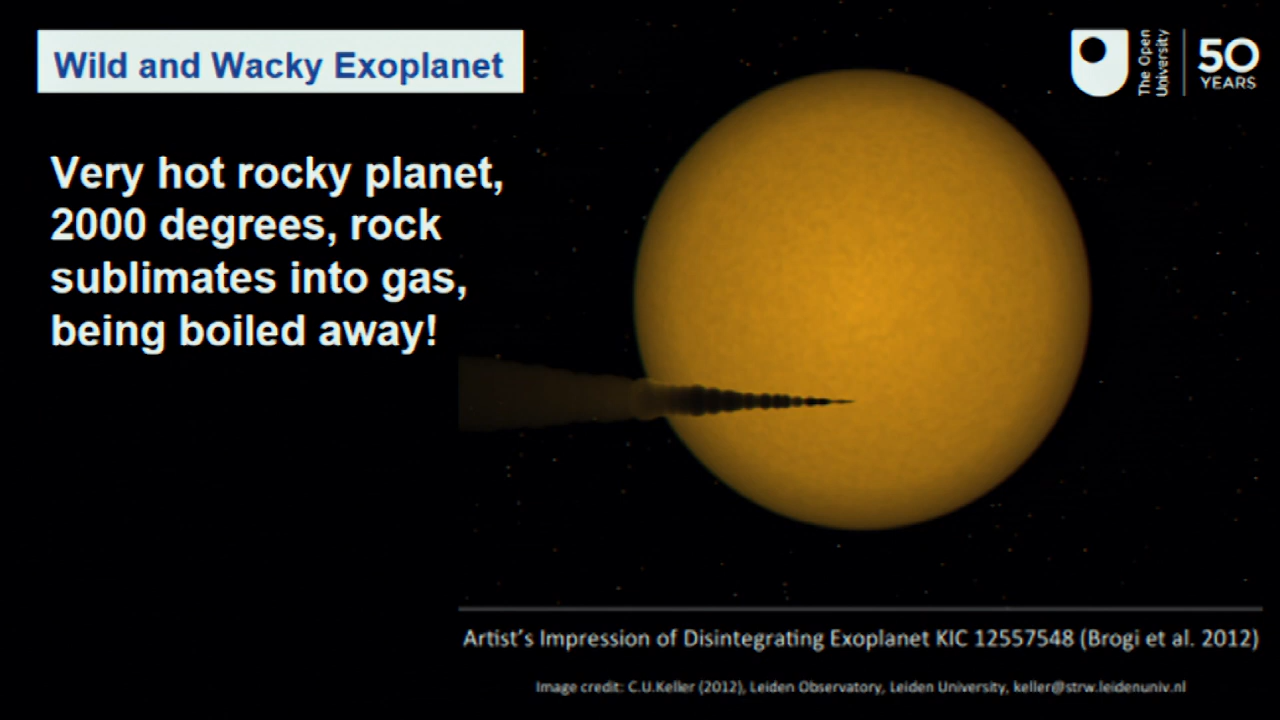 Wild and Wacky Exoplanet
The Open
University
50
YEARS
Very hot rocky planet,
2000 degrees, rock
sublimates into gas,
being boiled away!
Artist's Impression of Disintegrating Exoplanet KIC 12557548 (Brogi et al. 2012)
Image credit: C.U.Keller (2012), Leiden Observatory, Leiden University, keller@strw.leidenuniv.nl